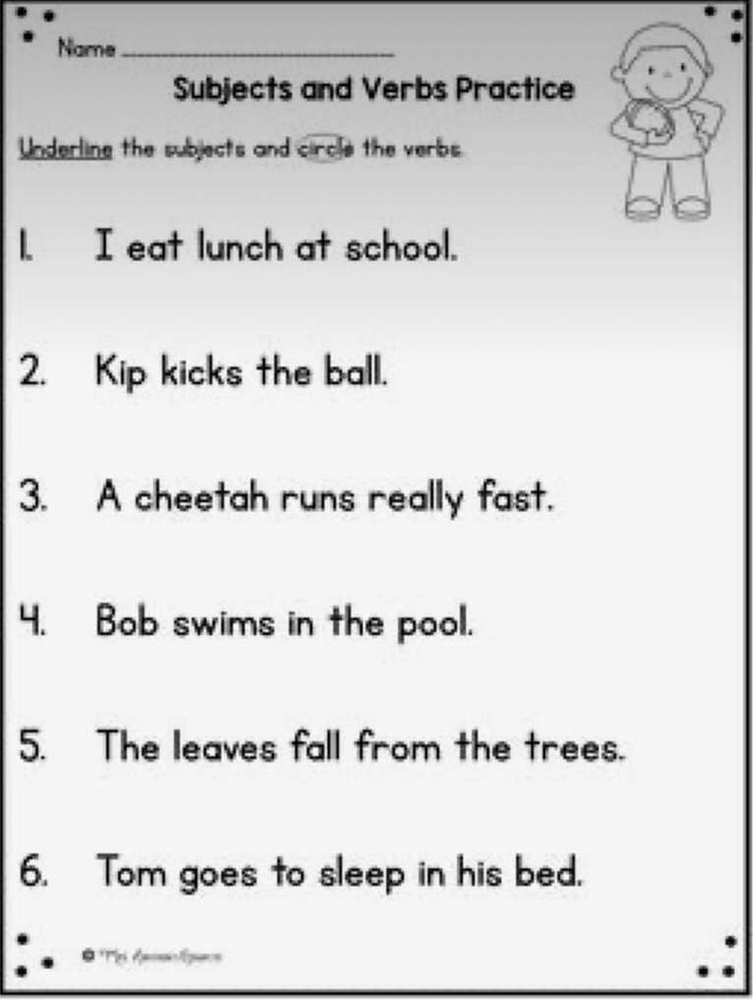 Name
Subjects and Verbs Practice
Underline the subjects and circle the verbs.
1. I eat lunch at school.
2. Kip kicks the ball.
3. A cheetah runs really fast.
4. Bob swims in the pool.
5. The leaves fall from the trees.
6. Tom goes to sleep in his bed.
©